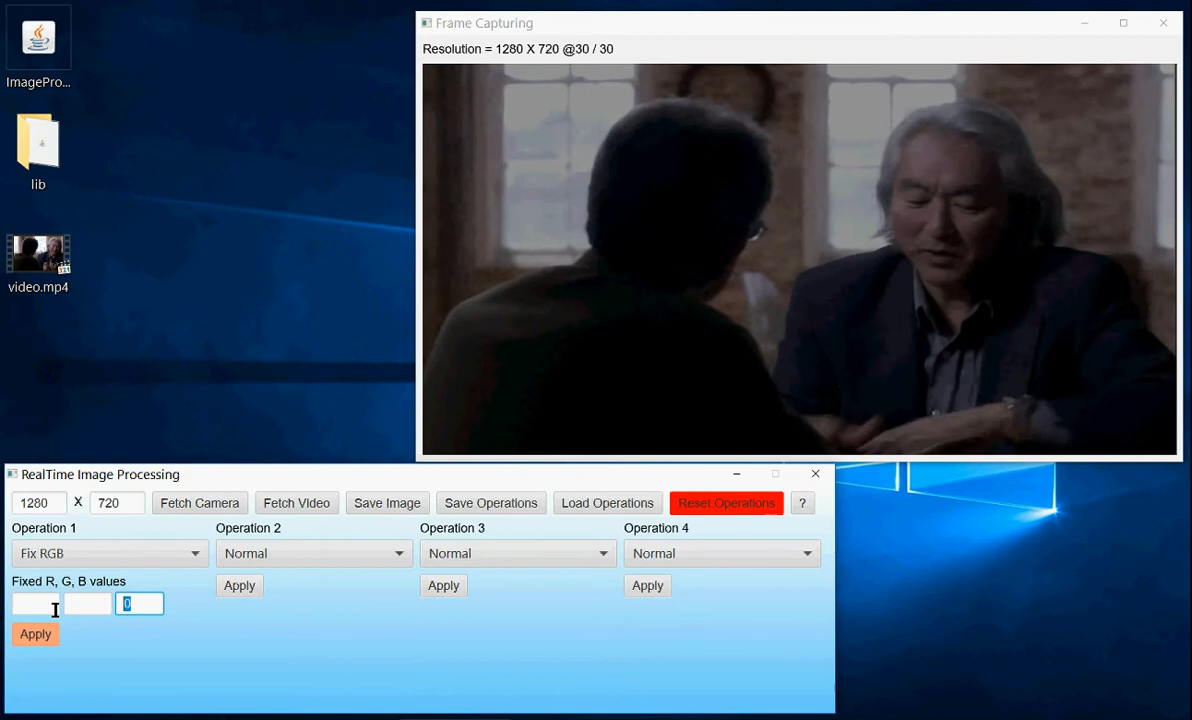 ImagePro...
lib
321
video.mp4
Frame Capturing
Resolution = 1280 X 720 @30 / 30
RealTime Image Processing
1280 X 720 Fetch Camera Fetch Video Save Image Save Operations Load Operations Reset Operations ?
Operation 1 Operation 2 Operation 3 Operation 4
Fix RGB Normal Normal Normal
Fixed R, G, B values
Apply Apply Apply
0
Apply